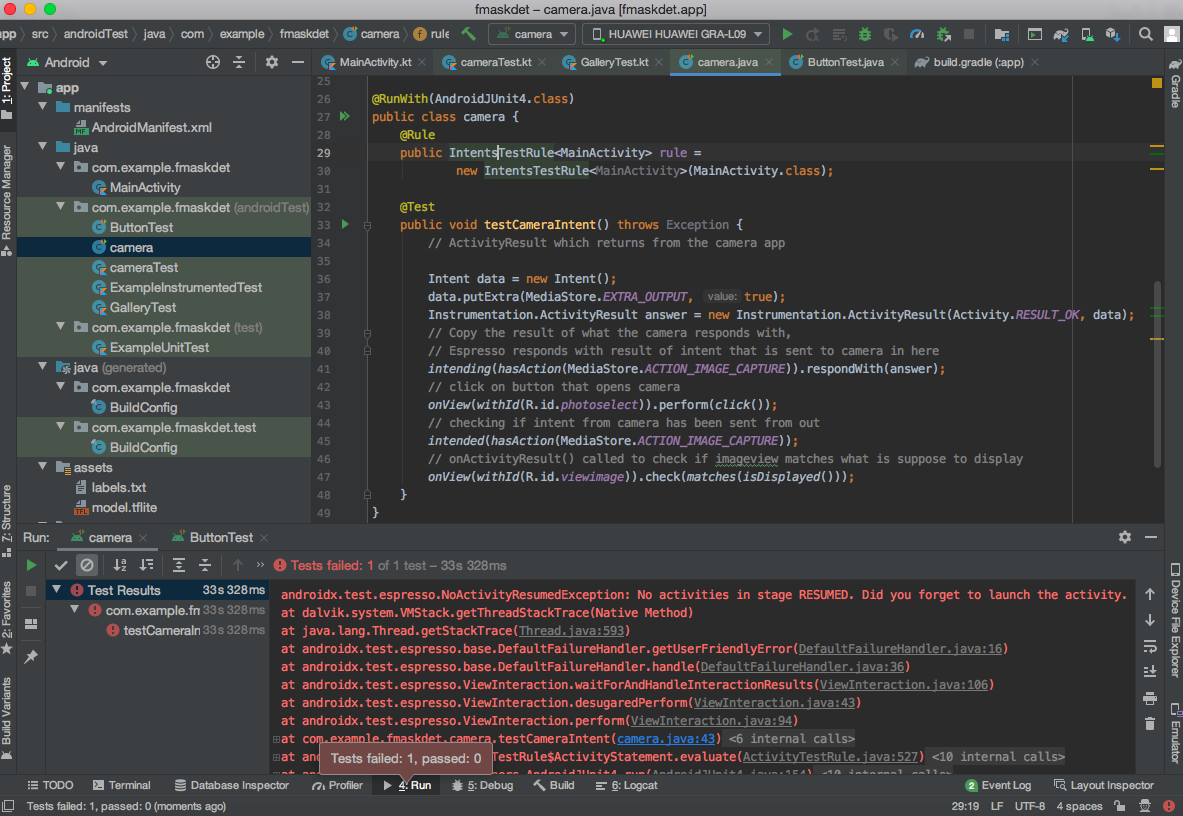 fmaskdet – camera.java [fmaskdet.app]
app src androidTest java com example fmaskdet camera rule camera HUAWEI HUAWEI GRA-L09
Android
MainActivity.kt cameraTest.kt GalleryTest.kt camera.java ButtonTest.java build.gradle (:app)
1: Project
Resource Manager
7: Structure
2: Favorites
Build Variants
app
manifests
AndroidManifest.xml
java
com.example.fmaskdet
MainActivity
com.example.fmaskdet (androidTest)
ButtonTest
camera
cameraTest
ExampleInstrumentedTest
GalleryTest
com.example.fmaskdet (test)
ExampleUnitTest
java (generated)
com.example.fmaskdet
BuildConfig
com.example.fmaskdet.test
BuildConfig
assets
labels.txt
model.tflite
25
26 @RunWith(AndroidJUnit4.class)
27 public class camera {
28 @Rule
29 public IntentsTestRule<MainActivity> rule =
30 new IntentsTestRule<MainActivity>(MainActivity.class);
31
32 @Test
33 public void testCameraIntent() throws Exception {
34 // ActivityResult which returns from the camera app
35
36 Intent data = new Intent();
37 data.putExtra(MediaStore.EXTRA_OUTPUT, value: true);
38 Instrumentation.ActivityResult answer = new Instrumentation.ActivityResult(Activity.RESULT_OK, data);
39 // Copy the result of what the camera responds with,
40 // Espresso responds with result of intent that is sent to camera in here
41 intending(hasAction(MediaStore.ACTION_IMAGE_CAPTURE)).respondWith(answer);
42 // click on button that opens camera
43 onView(withId(R.id.photoselect)).perform(click());
44 // checking if intent from camera has been sent from out
45 intended(hasAction(MediaStore.ACTION_IMAGE_CAPTURE));
46 // onActivityResult() called to check if imageview matches what is suppose to display
47 onView(withId(R.id.viewimage)).check(matches(isDisplayed()));
48 }
49 }
Gradle
Device File Explorer
Emulator
Run: camera ButtonTest
Tests failed: 1 of 1 test – 33 s 328 ms
Test Results 33 s 328 ms
com.example.fm 33 s 328 ms
testCameraIn 33 s 328 ms
androidx.test.espresso.NoActivityResumedException: No activities in stage RESUMED. Did you forget to launch the activity.
at dalvik.system.VMStack.getThreadStackTrace(Native Method)
at java.lang.Thread.getStackTrace(Thread.java:593)
at androidx.test.espresso.base.DefaultFailureHandler.getUserFriendlyError(DefaultFailureHandler.java:16)
at androidx.test.espresso.base.DefaultFailureHandler.handle(DefaultFailureHandler.java:36)
at androidx.test.espresso.ViewInteraction.waitForAndHandleInteractionResults(ViewInteraction.java:106)
at androidx.test.espresso.ViewInteraction.desugaredPerform(ViewInteraction.java:43)
at androidx.test.espresso.ViewInteraction.perform(ViewInteraction.java:94)
at com.example.fmaskdet.camera.testCameraIntent(camera.java:43) <6 internal calls>
at and TestRule$ActivityStatement.evaluate(ActivityTestRule.java:527) <10 internal calls>
Tests failed: 1, passed: 0
TODO Terminal Database Inspector Profiler 4: Run 5: Debug Build 6: Logcat 2 Event Log Layout Inspector
Tests failed: 1, passed: 0 (moments ago) 29:19 LF UTF-8 4 spaces